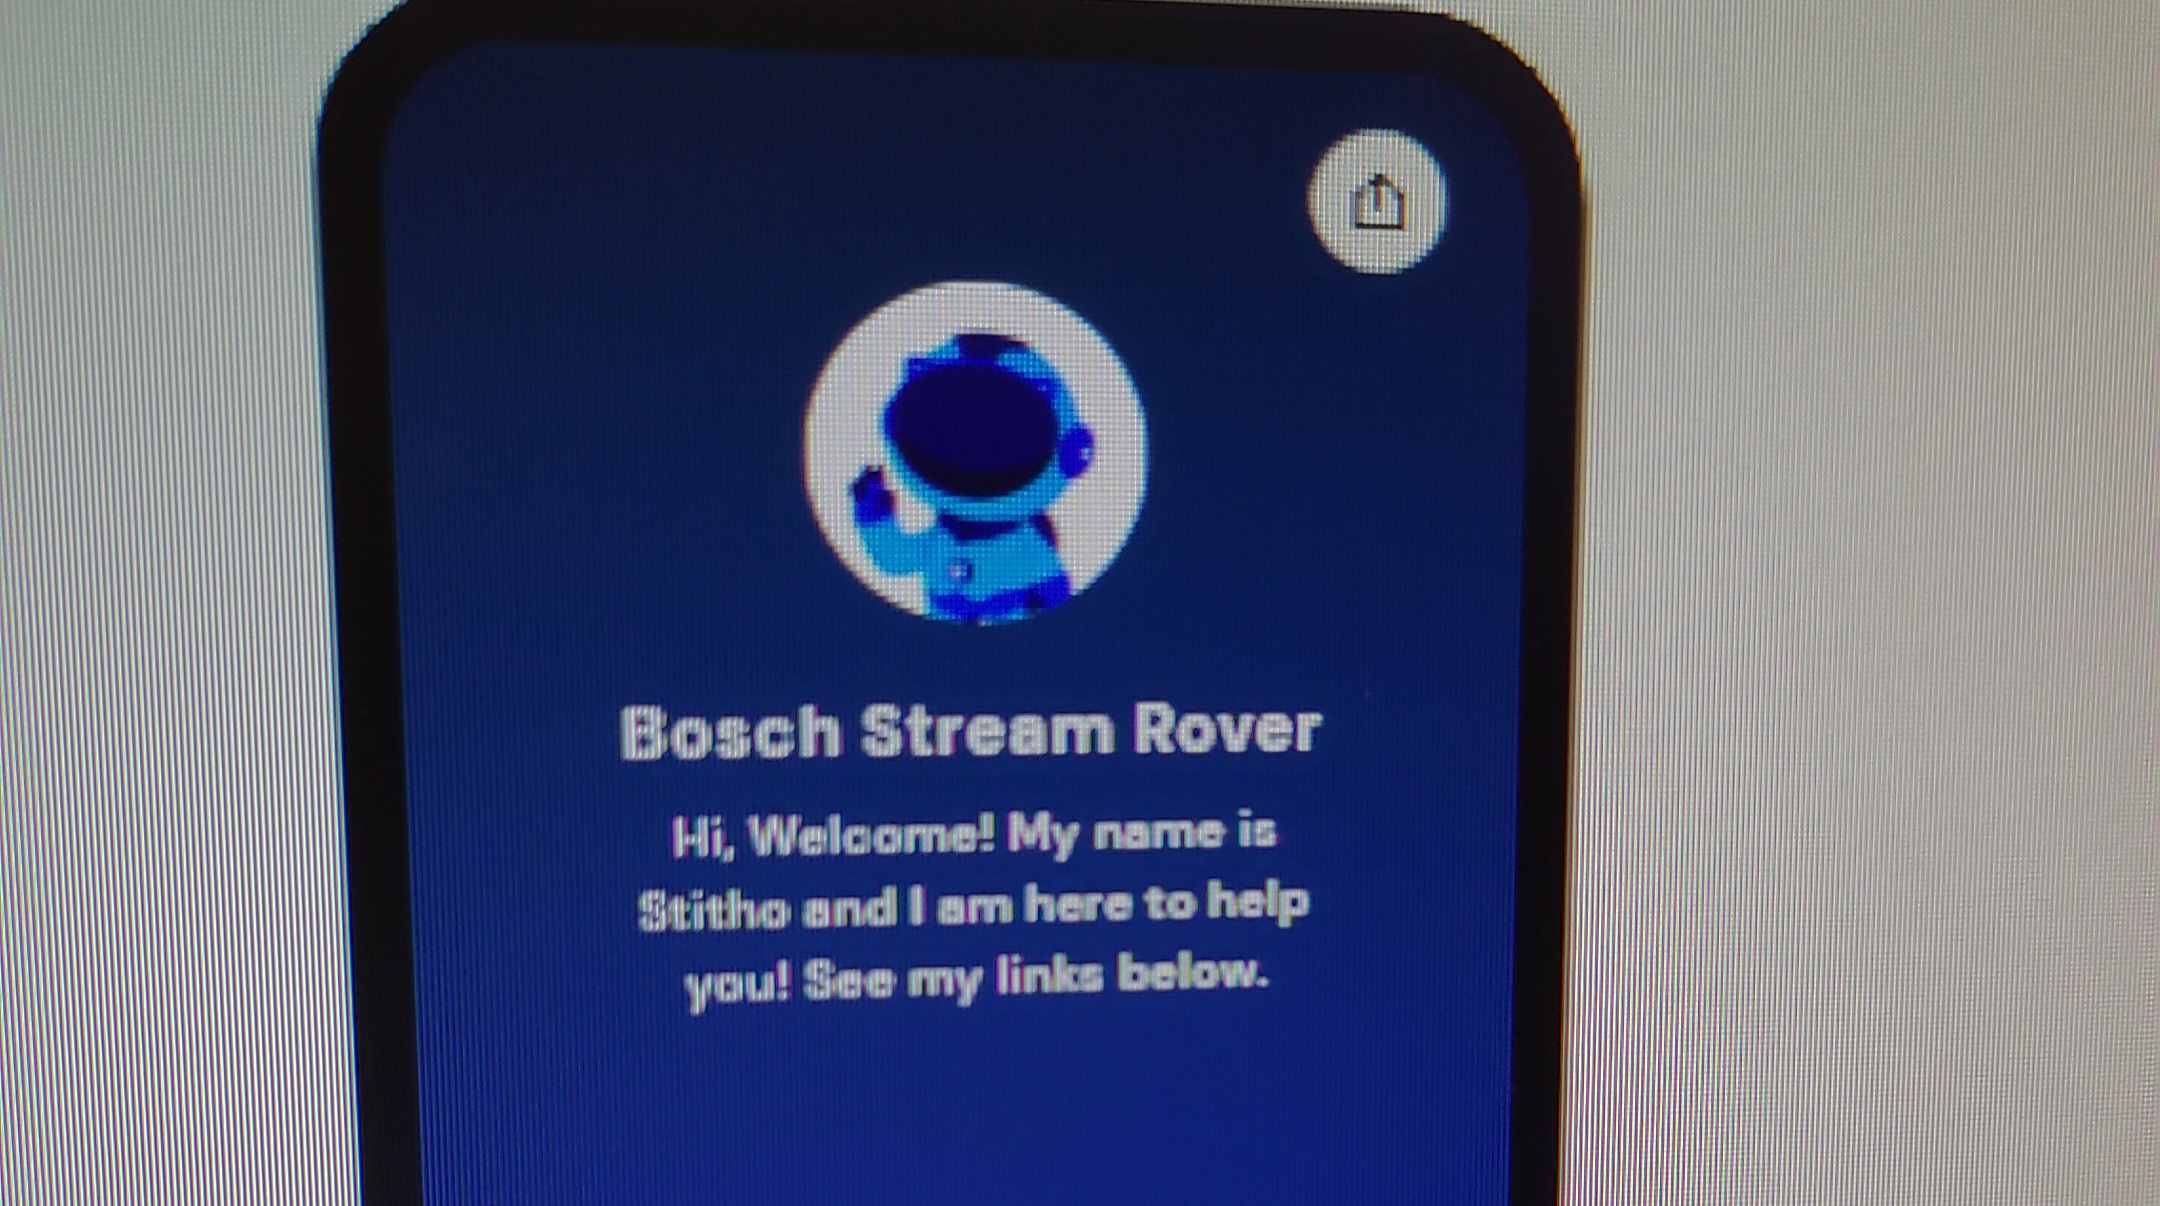 Bosch Stream Rover
Hi, Welcome! My name is
Stitho and I am here to help
you! See my links below.